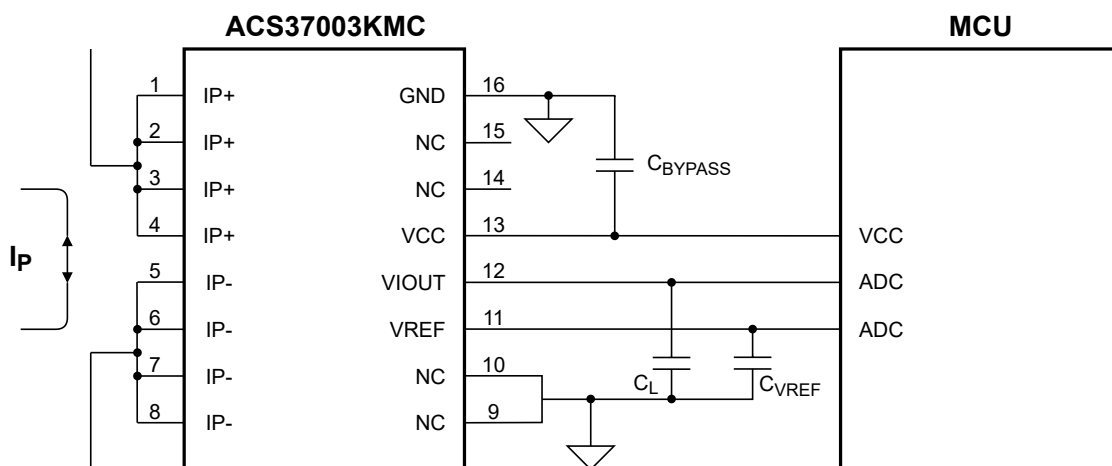 ACS37003KMC MCU
1 IP+ GND 16
2 IP+ NC 15
3 IP+ NC 14
CBYPASS
4 IP+ VCC 13 VCC
IP
5 IP- VIOUT 12 ADC
6 IP- VREF 11 ADC
7 IP- NC 10
CL CVREF
8 IP- NC 9